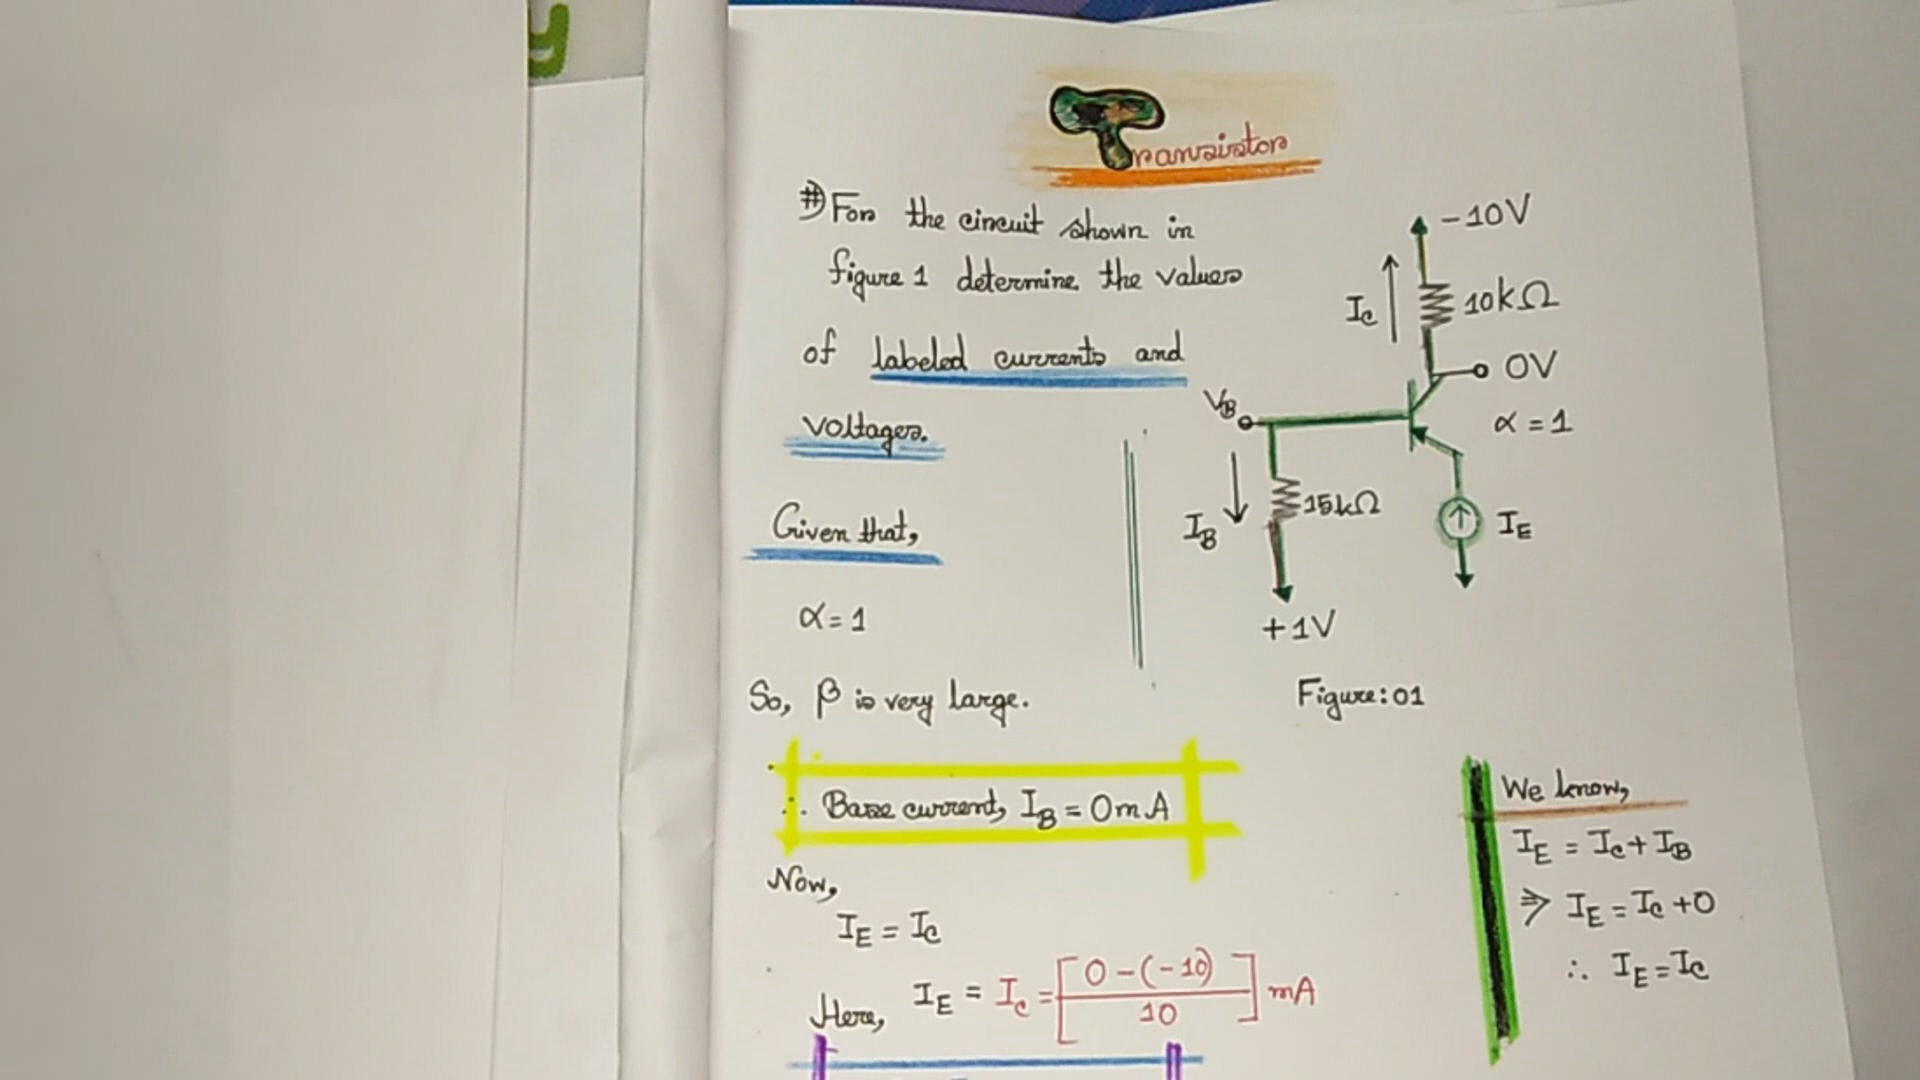 y
Transistor
#) For the circuit shown in
figure 1 determine the values
of labeled currents and
voltages.
Given that,
α = 1
So, β is very large.
∴ Base current, I_B = 0mA
Now,
I_E = I_C
Here, I_E = I_C = [0-(-10)/10] mA
-10V
I_C
10kΩ
0V
V_B
α = 1
15kΩ
I_B
I_E
+1V
Figure: 01
We know,
I_E = I_C + I_B
⇒ I_E = I_C + 0
∴ I_E = I_C